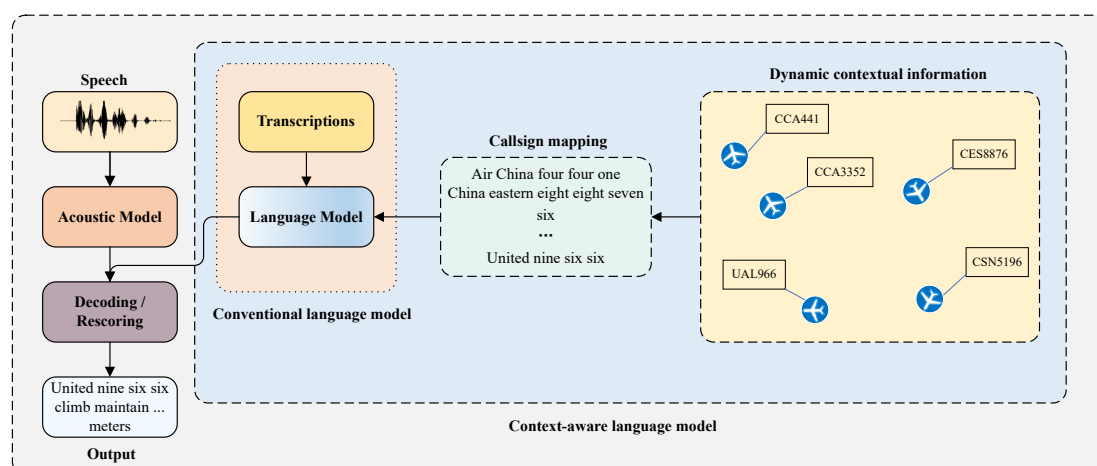 Speech
Acoustic Model
Decoding /
Rescoring
United nine six six
climb maintain ...
meters
Output
Transcriptions
Language Model
Conventional language model
Callsign mapping
Air China four four one
China eastern eight eight seven
six
...
United nine six six
Dynamic contextual information
CCA441
CES8876
CCA3352
UAL966
CSN5196
Context-aware language model